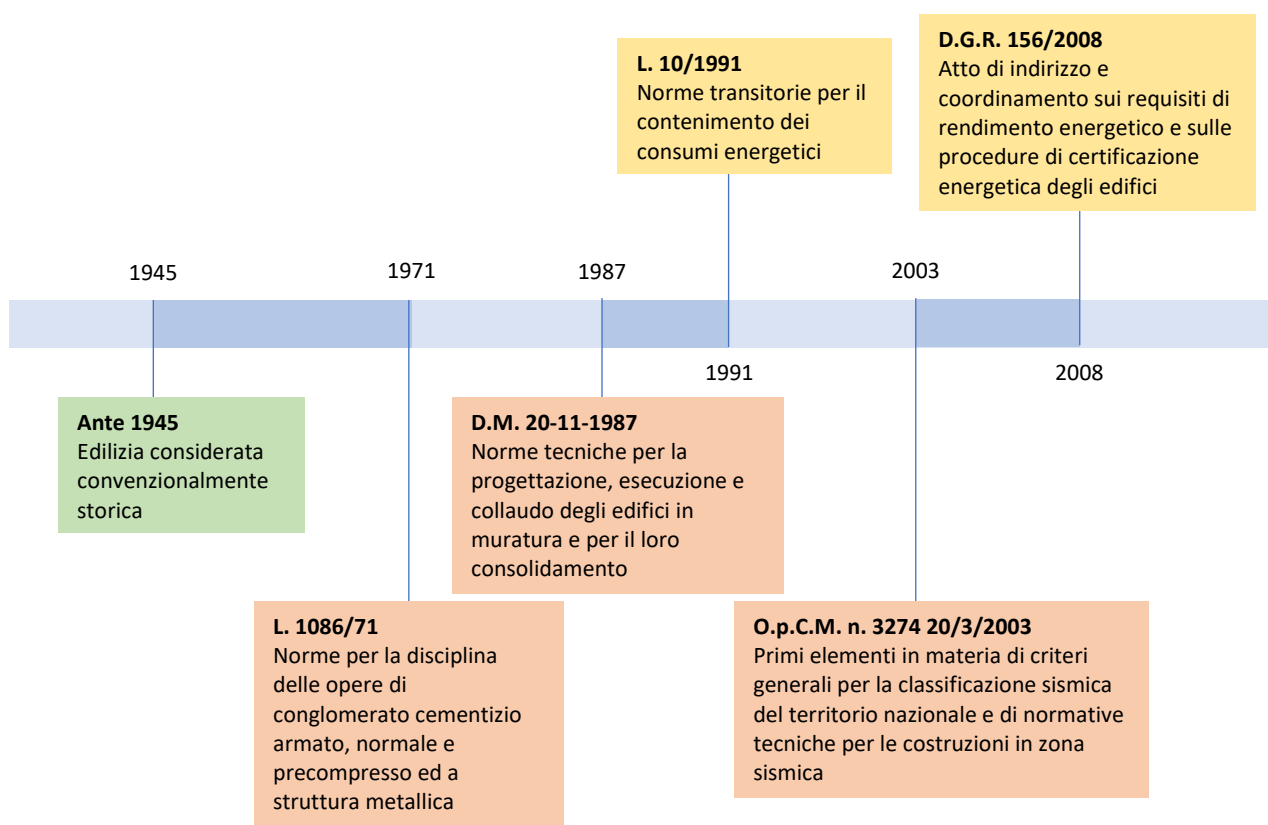 L. 10/1991
Norme transitorie per il
contenimento dei
consumi energetici
D.G.R. 156/2008
Atto di indirizzo e
coordinamento sui requisiti di
rendimento energetico e sulle
procedure di certificazione
energetica degli edifici
1945
1971
1987
2003
1991
2008
Ante 1945
Edilizia considerata
convenzionalmente
storica
D.M. 20-11-1987
Norme tecniche per la
progettazione, esecuzione e
collaudo degli edifici in
muratura e per il loro
consolidamento
L. 1086/71
Norme per la disciplina
delle opere di
conglomerato cementizio
armato, normale e
precompresso ed a
struttura metallica
O.p.C.M. n. 3274 20/3/2003
Primi elementi in materia di criteri
generali per la classificazione sismica
del territorio nazionale e di normative
tecniche per le costruzioni in zona
sismica